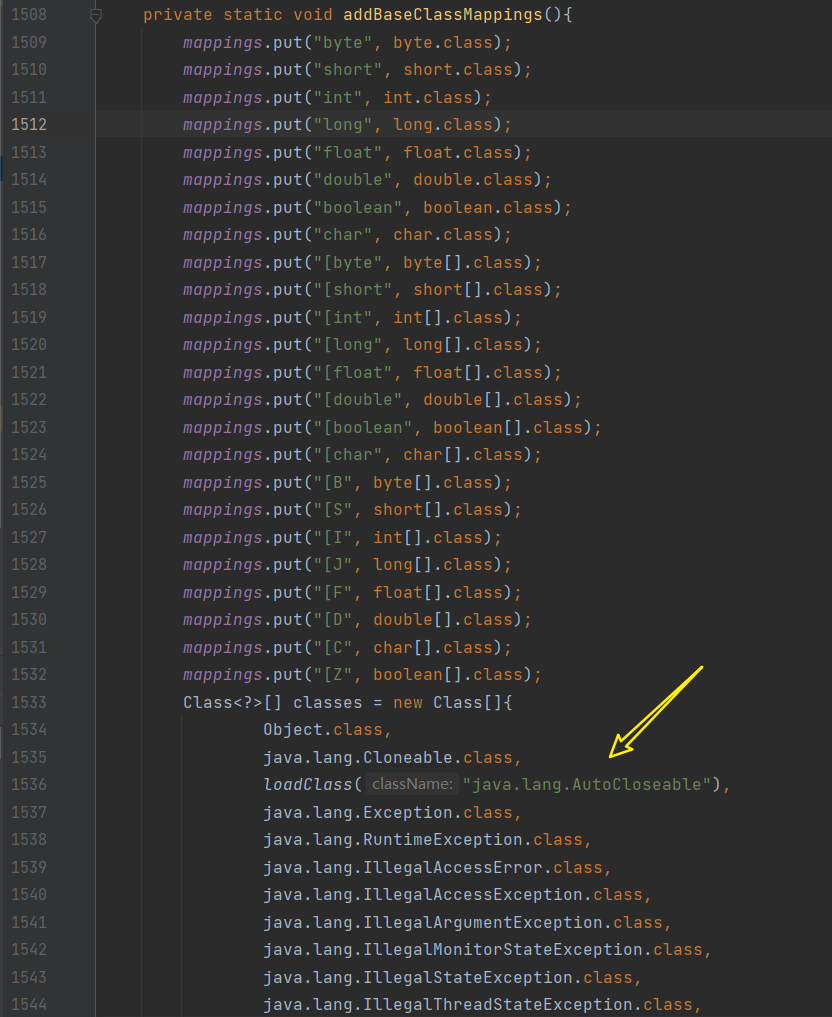 1508 private static void addBaseClassMappings(){
1509 mappings.put("byte", byte.class);
1510 mappings.put("short", short.class);
1511 mappings.put("int", int.class);
1512 mappings.put("long", long.class);
1513 mappings.put("float", float.class);
1514 mappings.put("double", double.class);
1515 mappings.put("boolean", boolean.class);
1516 mappings.put("char", char.class);
1517 mappings.put("[byte", byte[].class);
1518 mappings.put("[short", short[].class);
1519 mappings.put("[int", int[].class);
1520 mappings.put("[long", long[].class);
1521 mappings.put("[float", float[].class);
1522 mappings.put("[double", double[].class);
1523 mappings.put("[boolean", boolean[].class);
1524 mappings.put("[char", char[].class);
1525 mappings.put("[B", byte[].class);
1526 mappings.put("[S", short[].class);
1527 mappings.put("[I", int[].class);
1528 mappings.put("[J", long[].class);
1529 mappings.put("[F", float[].class);
1530 mappings.put("[D", double[].class);
1531 mappings.put("[C", char[].class);
1532 mappings.put("[Z", boolean[].class);
1533 Class<?>[] classes = new Class[]{
1534 Object.class,
1535 java.lang.Cloneable.class,
1536 loadClass( className: "java.lang.AutoCloseable"),
1537 java.lang.Exception.class,
1538 java.lang.RuntimeException.class,
1539 java.lang.IllegalAccessError.class,
1540 java.lang.IllegalAccessException.class,
1541 java.lang.IllegalArgumentException.class,
1542 java.lang.IllegalMonitorStateException.class,
1543 java.lang.IllegalStateException.class,
1544 java.lang.IllegalThreadStateException.class,